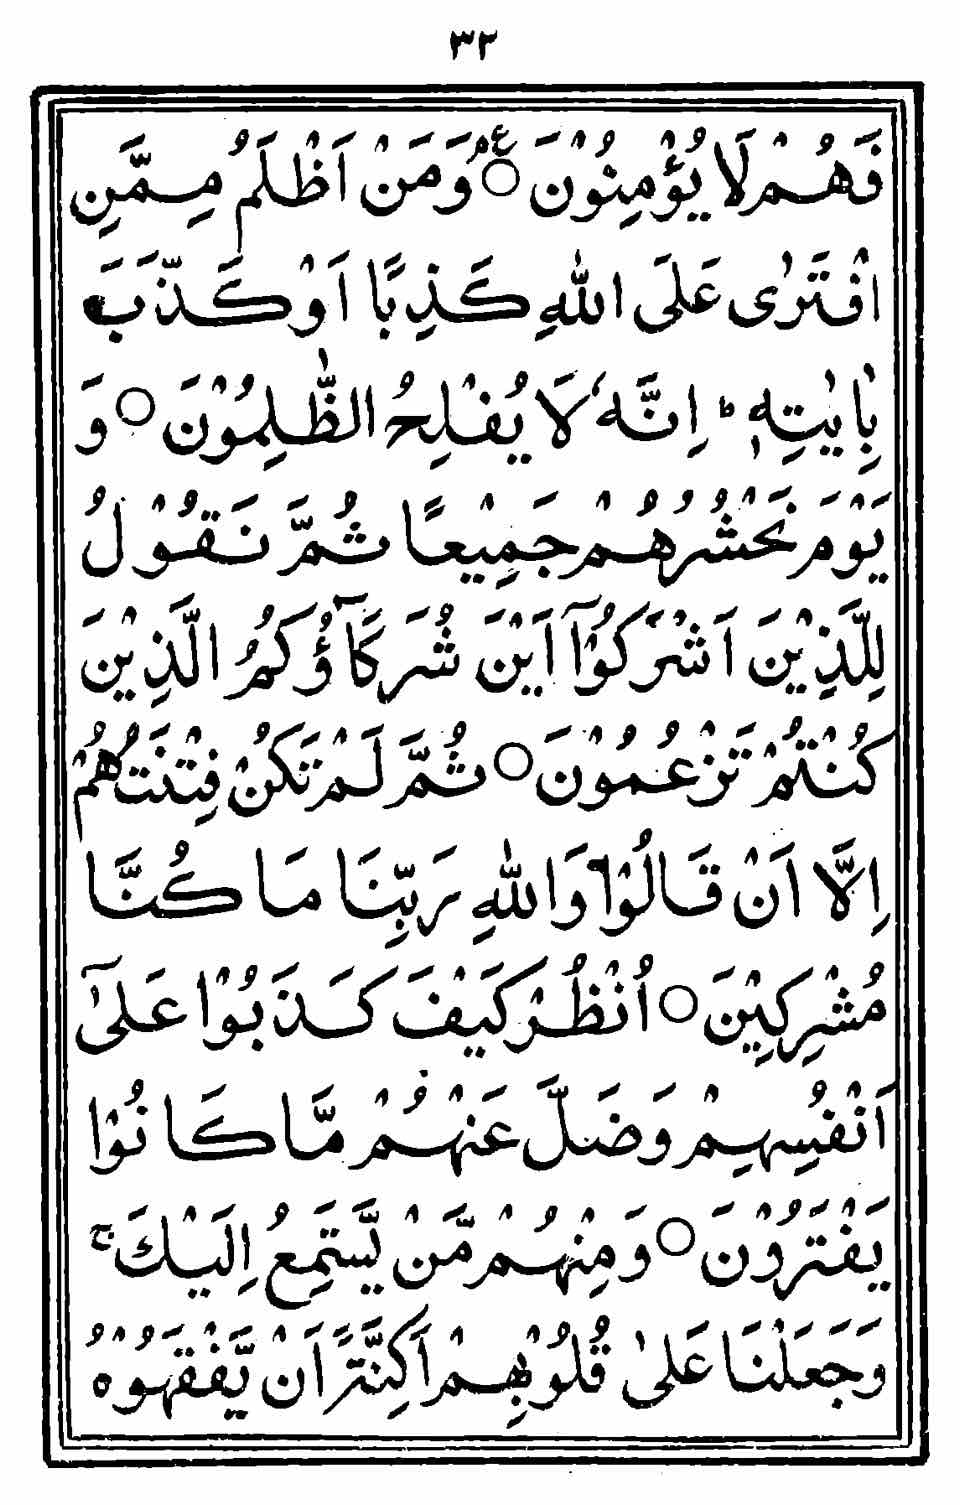 ٣٢
فَهُمْ لَا يُؤْمِنُوْنَ ○ؒع وَمَنْ اَظْلَمُ مِمَّنِ
افْتَرٰى عَلَى اللّٰهِ كَذِبًا اَوْ كَذَّبَ
بِاٰيٰتِهٖ ؕ اِنَّهٗ لَا يُفْلِحُ الظّٰلِمُوْنَ ○ وَ
يَوْمَ نَحْشُرُهُمْ جَمِيْعًا ثُمَّ نَقُوْلُ
لِلَّذِيْنَ اَشْرَكُوْۤا اَيْنَ شُرَكَآؤُكُمُ الَّذِيْنَ
كُنْتُمْ تَزْعُمُوْنَ ○ ثُمَّ لَمْ تَكُنْ فِتْنَتُهُمْ
اِلَّا اَنْ قَالُوْا وَاللّٰهِ رَبِّنَا مَا كُنَّا
مُشْرِكِيْنَ ○ اُنْظُرْ كَيْفَ كَذَبُوْا عَلٰۤى
اَنْفُسِهِمْ وَضَلَّ عَنْهُمْ مَّا كَانُوْا
يَفْتَرُوْنَ ○ وَمِنْهُمْ مَّنْ يَّسْتَمِعُ اِلَيْكَ ۚ
وَجَعَلْنَا عَلٰى قُلُوْبِهِمْ اَكِنَّةً اَنْ يَّفْقَهُوْهُ